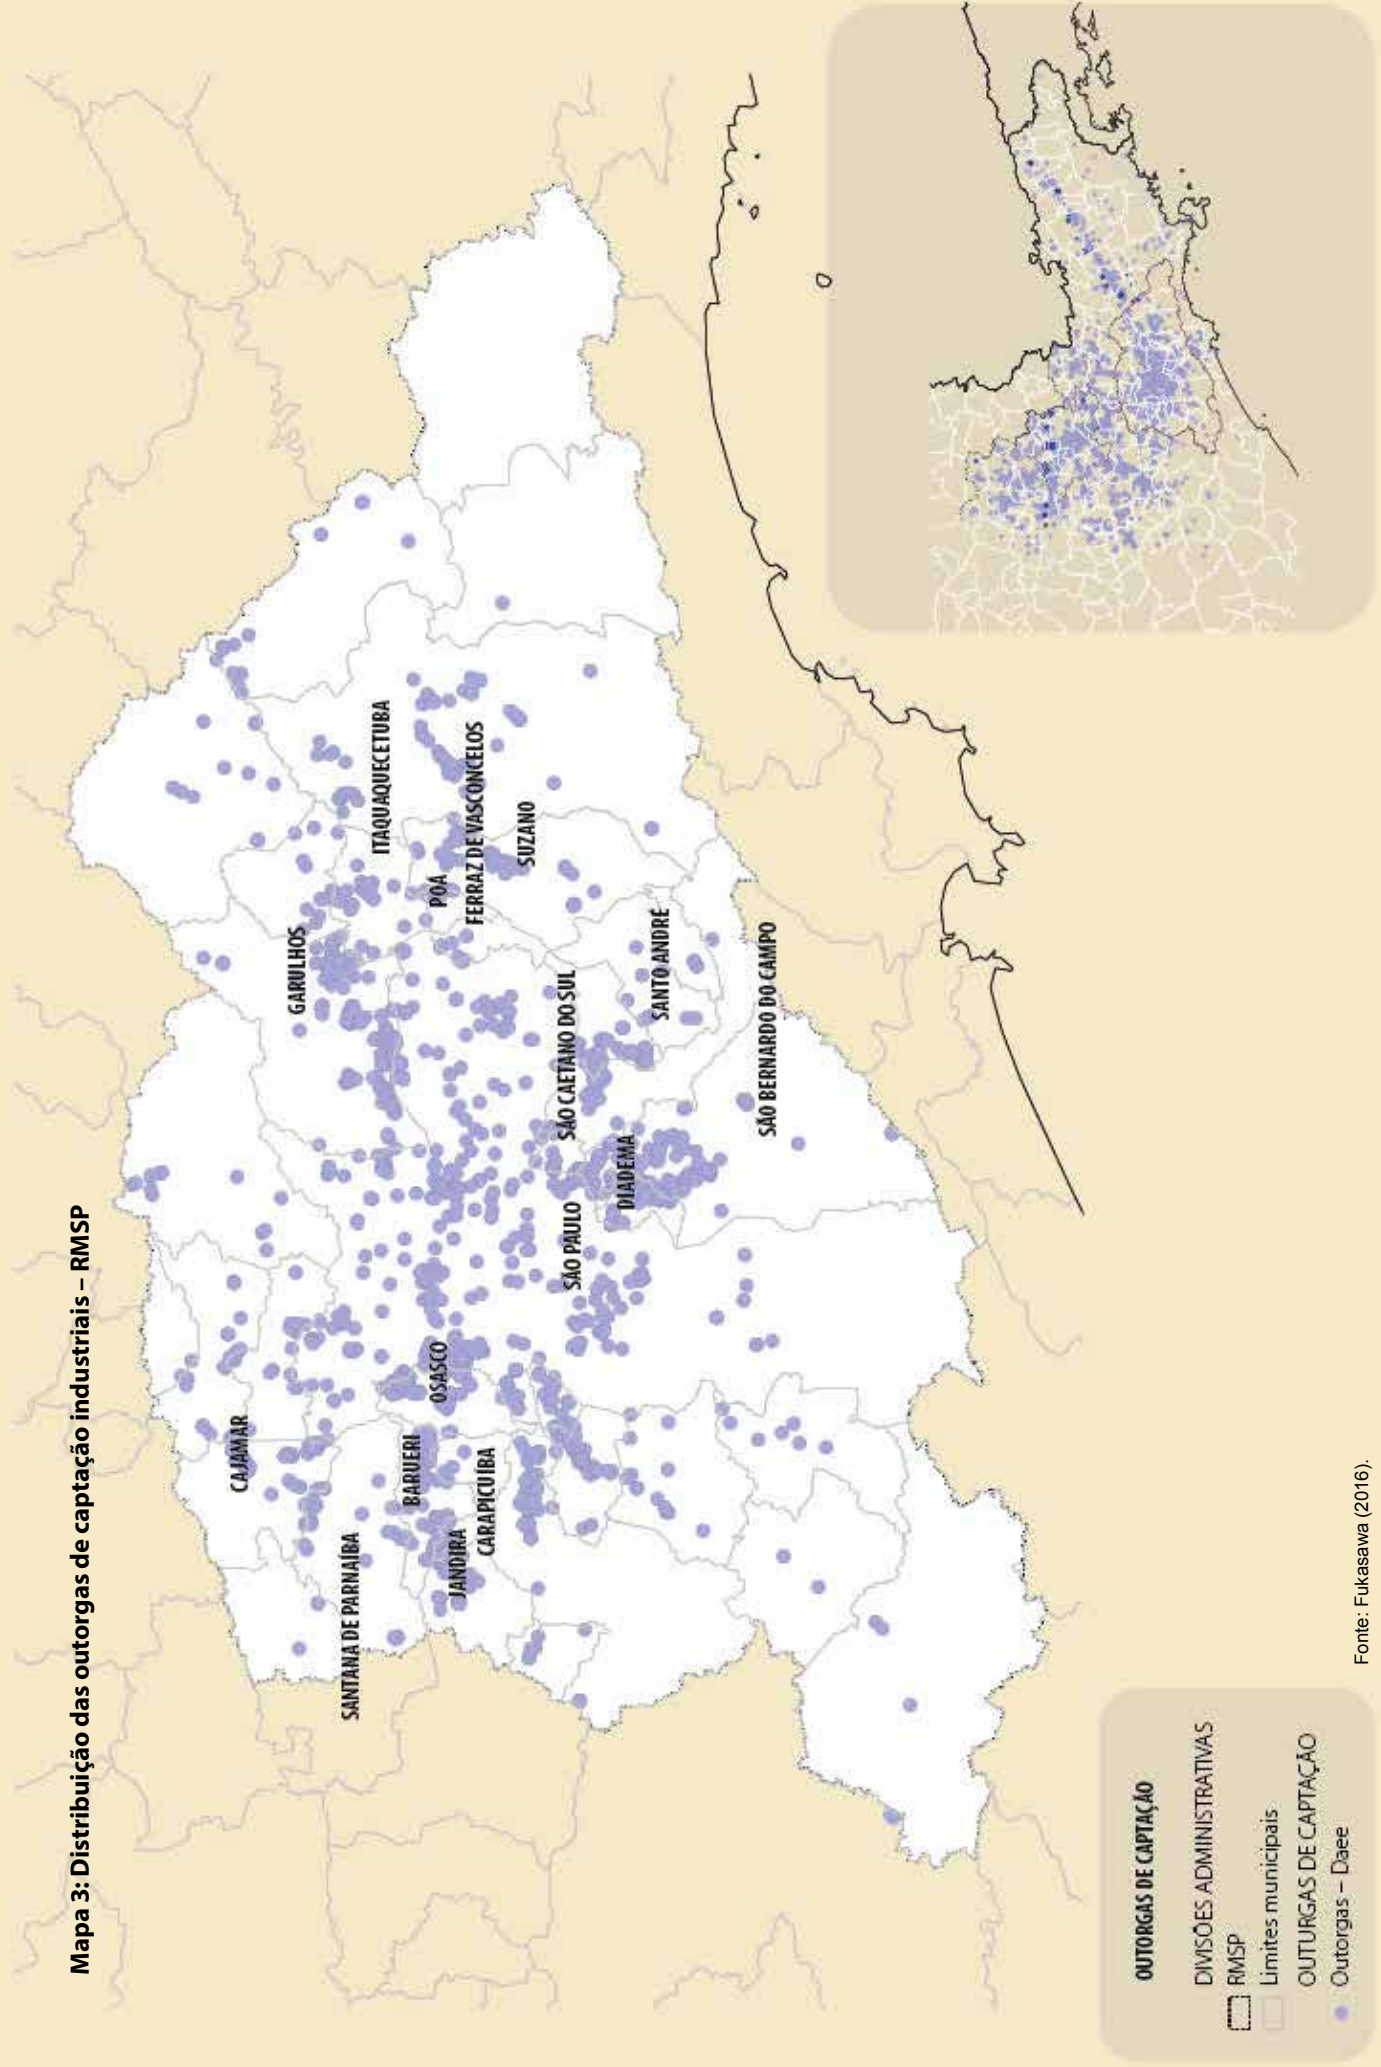 Mapa 3: Distribuição das outorgas de captação industriais – RMSP
CAJAMAR
SANTANA DE PARNAÍBA
GARULHOS
ITAQUAQUECETUBA
BARUERI
OSASCO
JANDIRA
CARAPICUÍBA
POA
FERRAZ DE VASCONCELOS
SUZANO
SÃO PAULO
SÃO CAETANO DO SUL
DIADEMA
SANTO ANDRÉ
SÃO BERNARDO DO CAMPO
OUTORGAS DE CAPTAÇÃO
DIVISÕES ADMINISTRATIVAS
RMSP
Limites municipais
OUTURGAS DE CAPTAÇÃO
Outorgas – Daee
Fonte: Fukasawa (2016).